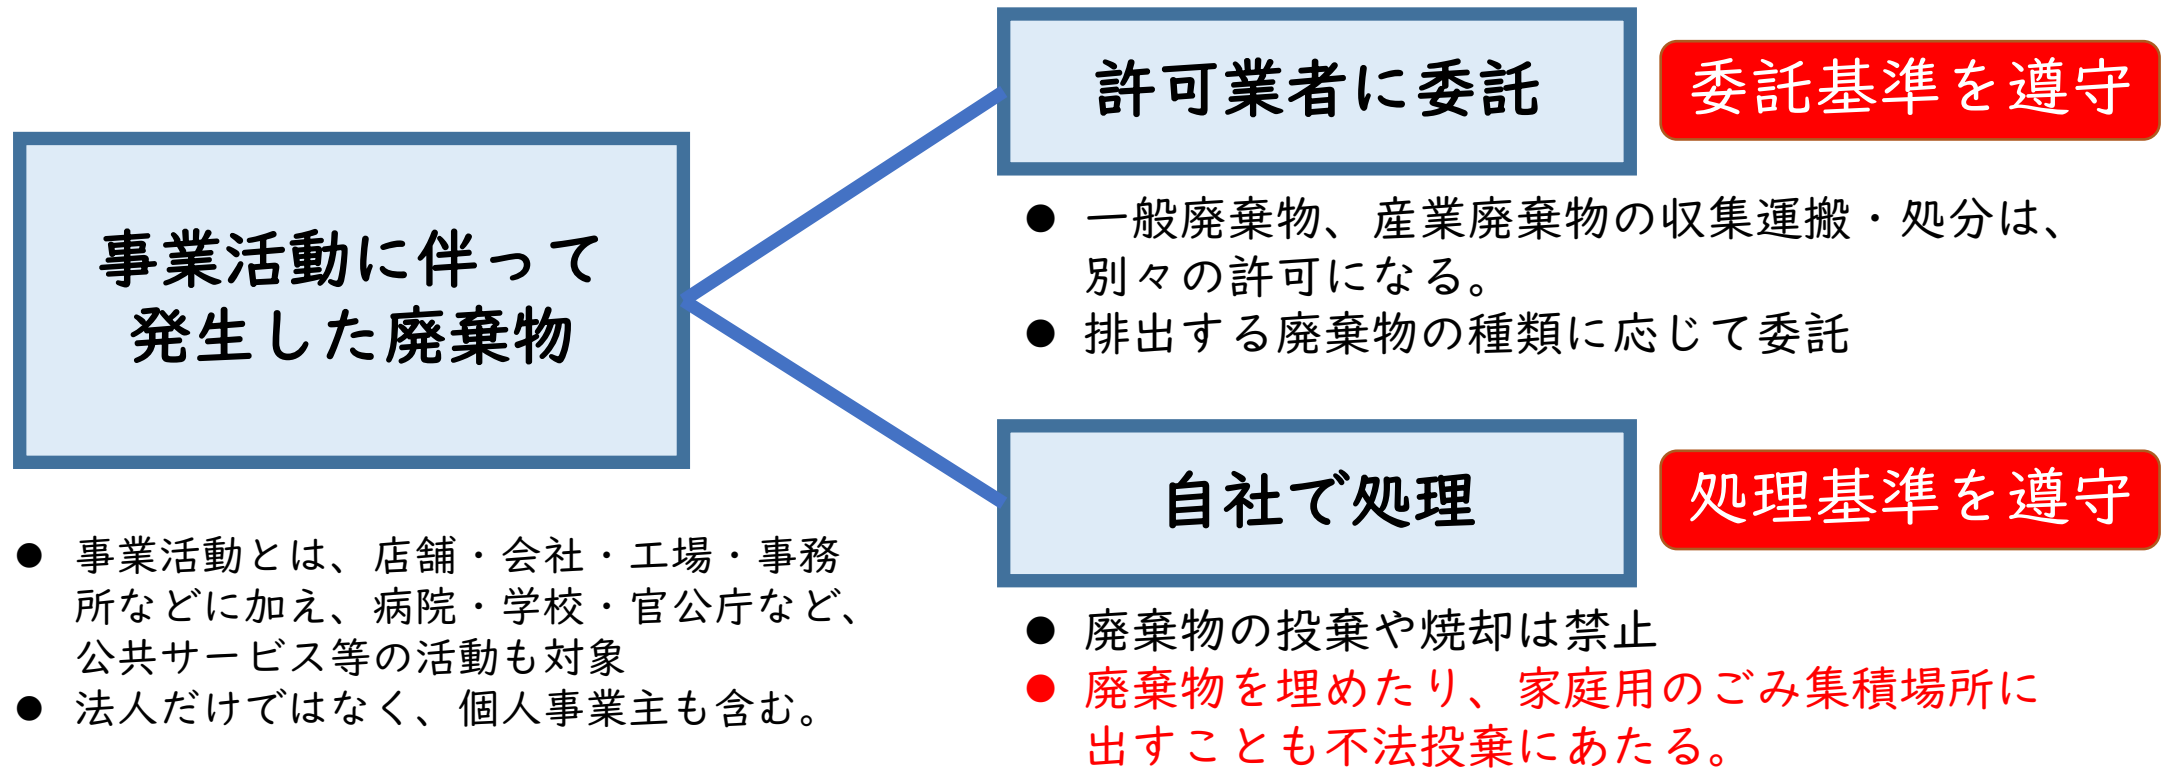 事業活動に伴って
発生した廃棄物
● 事業活動とは、店舗・会社・工場・事務
所などに加え、病院・学校・官公庁など、
公共サービス等の活動も対象
● 法人だけではなく、個人事業主も含む。
許可業者に委託
委託基準を遵守
● 一般廃棄物、産業廃棄物の収集運搬・処分は、
別々の許可になる。
● 排出する廃棄物の種類に応じて委託
自社で処理
処理基準を遵守
● 廃棄物の投棄や焼却は禁止
● 廃棄物を埋めたり、家庭用のごみ集積場所に
出すことも不法投棄にあたる。